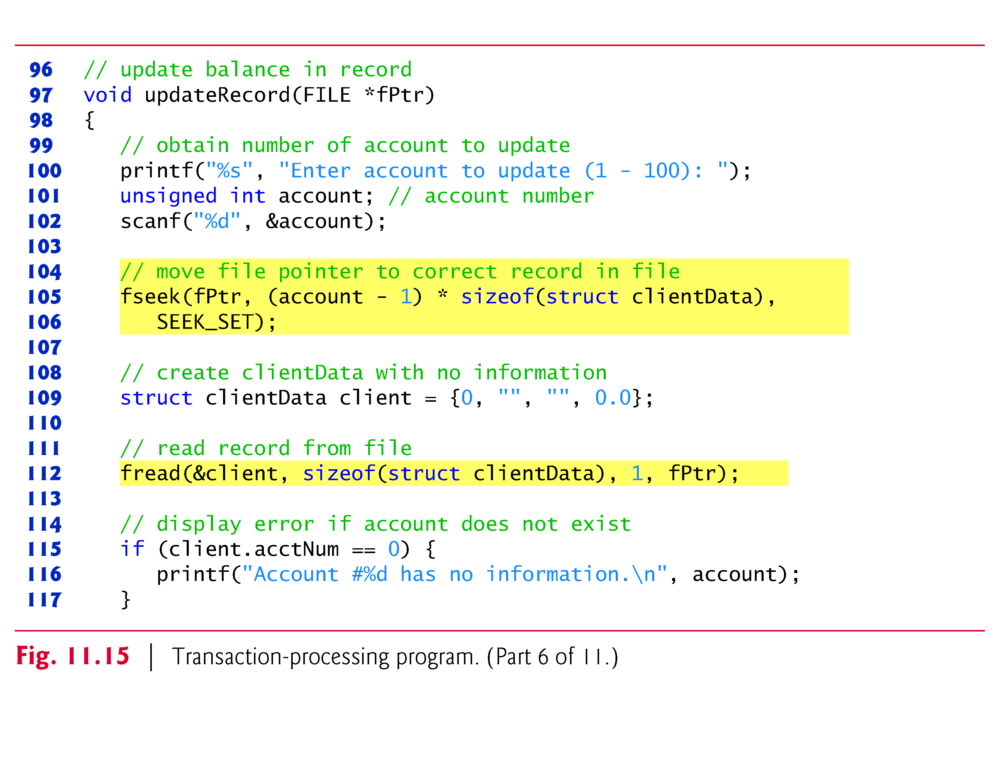 96 // update balance in record
97 void updateRecord(FILE *fPtr)
98 {
99    // obtain number of account to update
100    printf("%s", "Enter account to update (1 - 100): ");
101    unsigned int account; // account number
102    scanf("%d", &account);
103
104    // move file pointer to correct record in file
105    fseek(fPtr, (account - 1) * sizeof(struct clientData),
106       SEEK_SET);
107
108    // create clientData with no information
109    struct clientData client = {0, "", "", 0.0};
110
111    // read record from file
112    fread(&client, sizeof(struct clientData), 1, fPtr);
113
114    // display error if account does not exist
115    if (client.acctNum == 0) {
116       printf("Account #%d has no information.\n", account);
117    }
Fig. 11.15 | Transaction-processing program. (Part 6 of 11.)